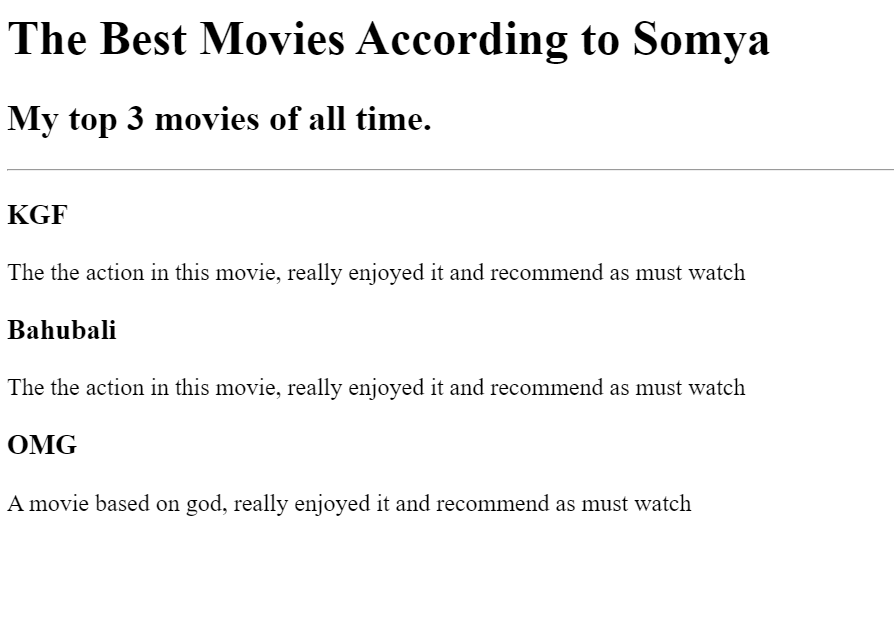 The Best Movies According to Somya
My top 3 movies of all time.
KGF
The the action in this movie, really enjoyed it and recommend as must watch
Bahubali
The the action in this movie, really enjoyed it and recommend as must watch
OMG
A movie based on god, really enjoyed it and recommend as must watch